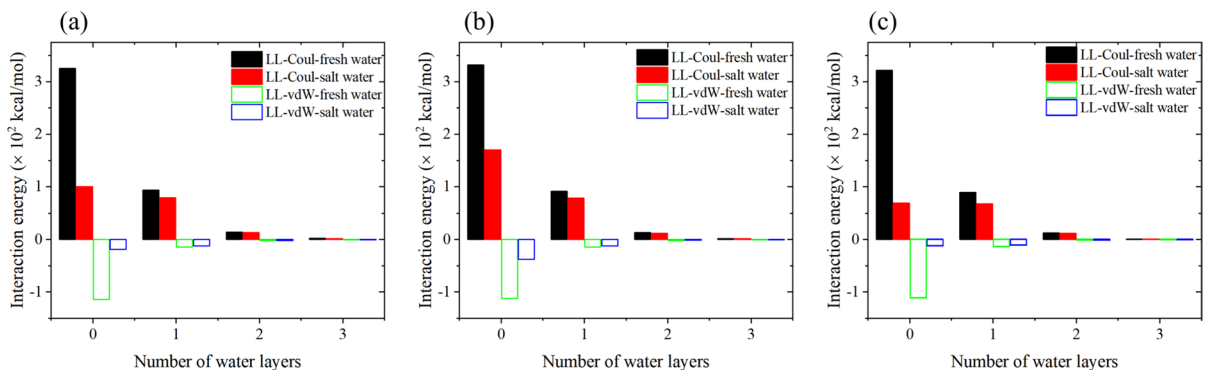 (a)
LL-Coul-fresh water
LL-Coul-salt water
LL-vdW-fresh water
LL-vdW-salt water
3
2
1
0
-1
Interaction energy (× 10² kcal/mol)
0 1 2 3
Number of water layers
(b)
LL-Coul-fresh water
LL-Coul-salt water
LL-vdW-fresh water
LL-vdW-salt water
3
2
1
0
-1
Interaction energy (× 10² kcal/mol)
0 1 2 3
Number of water layers
(c)
LL-Coul-fresh water
LL-Coul-salt water
LL-vdW-fresh water
LL-vdW-salt water
3
2
1
0
-1
Interaction energy (× 10² kcal/mol)
0 1 2 3
Number of water layers